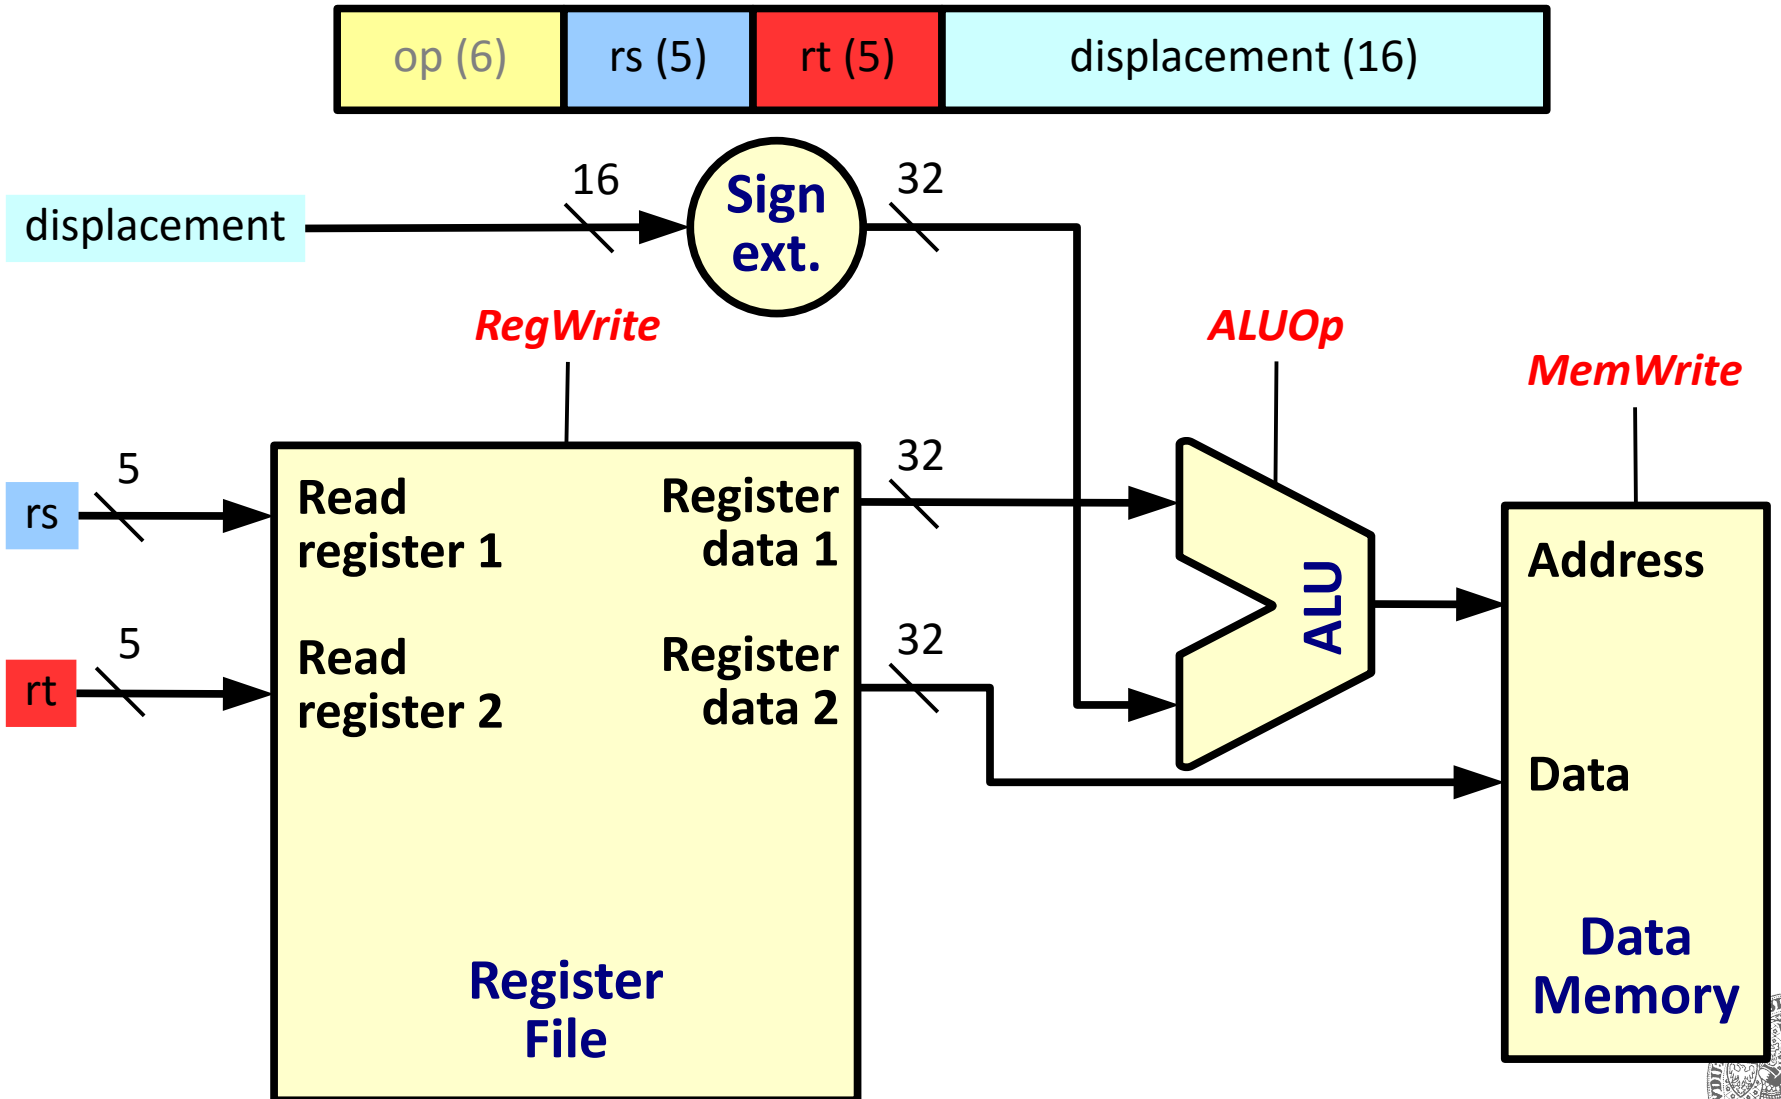 op (6) rs (5) rt (5) displacement (16)
displacement
16
Sign
ext.
32
RegWrite
ALUOp
MemWrite
rs
5
Read
register 1
Register
data 1
32
rt
5
Read
register 2
Register
data 2
32
ALU
Address
Data
Register
File
Data
Memory